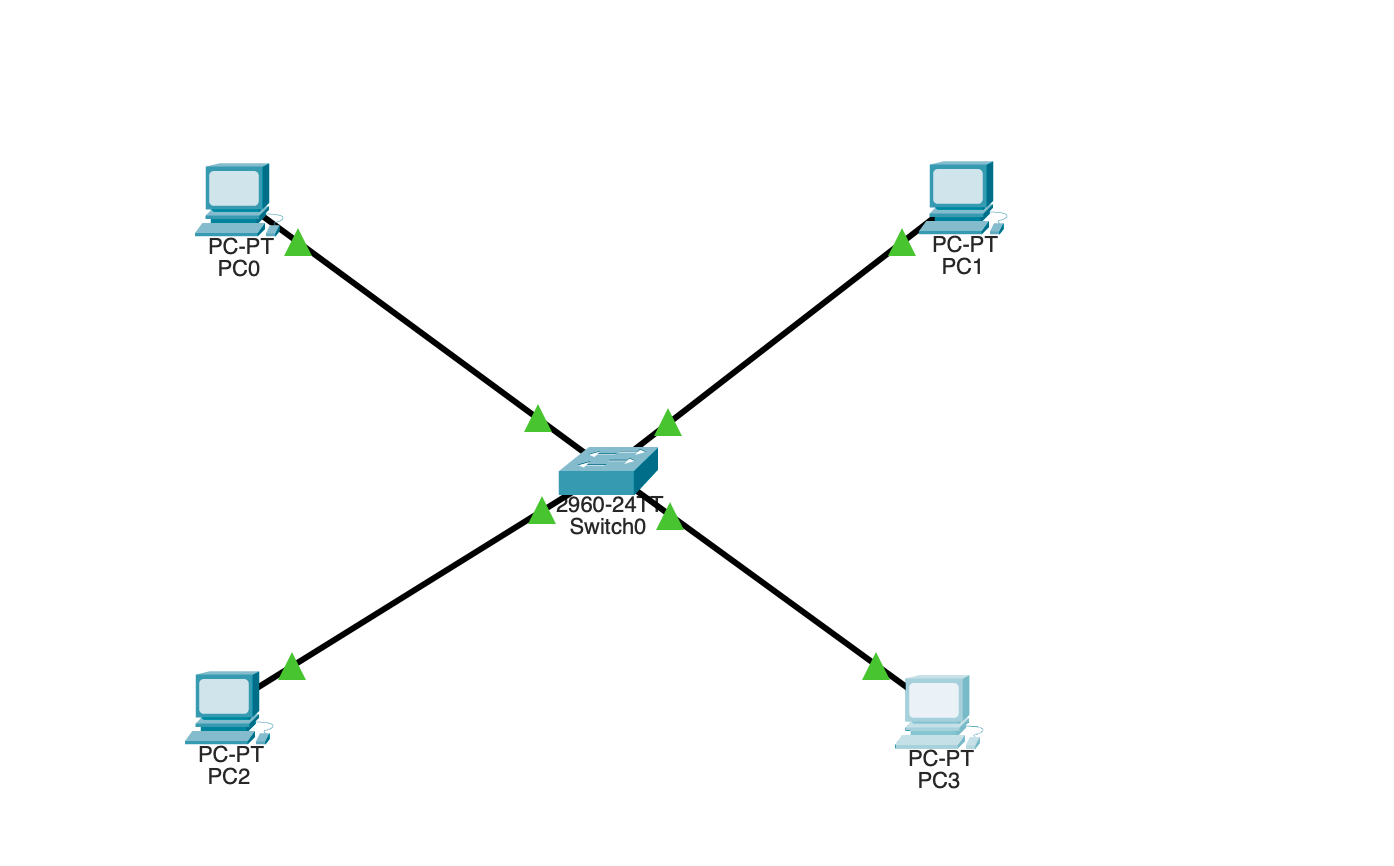 PC-PT
PC0
PC-PT
PC1
2960-24TT
Switch0
PC-PT
PC2
PC-PT
PC3